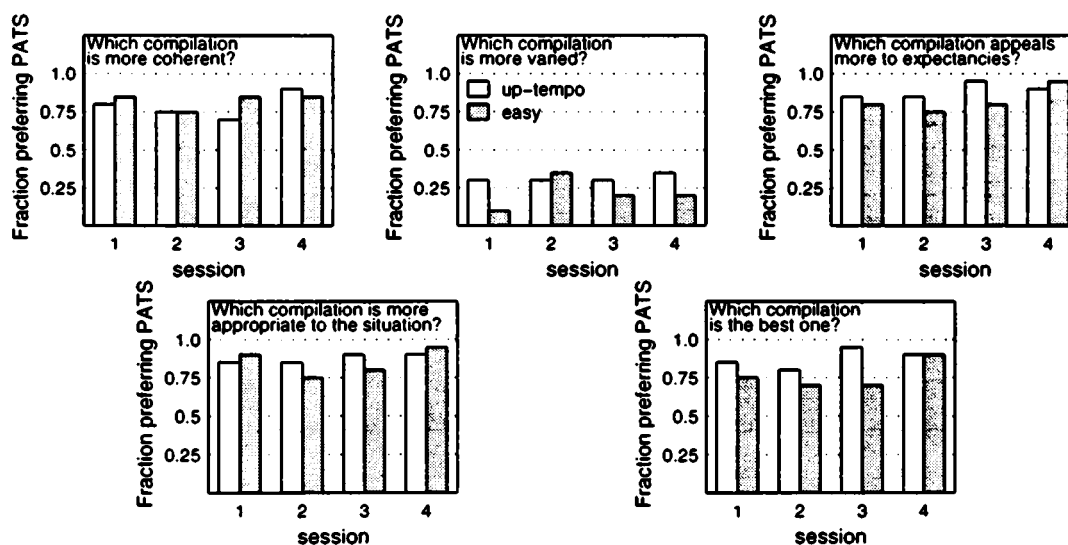 Fraction preferring PATS
Which compilation
is more coherent?
1.0
0.75
0.5
0.25
1 2 3 4
session
Fraction preferring PATS
Which compilation
is more varied?
1.0
0.75
0.5
0.25
up-tempo
easy
1 2 3 4
session
Fraction preferring PATS
Which compilation appeals
more to expectancies?
1.0
0.75
0.5
0.25
1 2 3 4
session
Fraction preferring PATS
Which compilation is more
appropriate to the situation?
1.0
0.75
0.5
0.25
1 2 3 4
session
Fraction preferring PATS
Which compilation
is the best one?
1.0
0.75
0.5
0.25
1 2 3 4
session